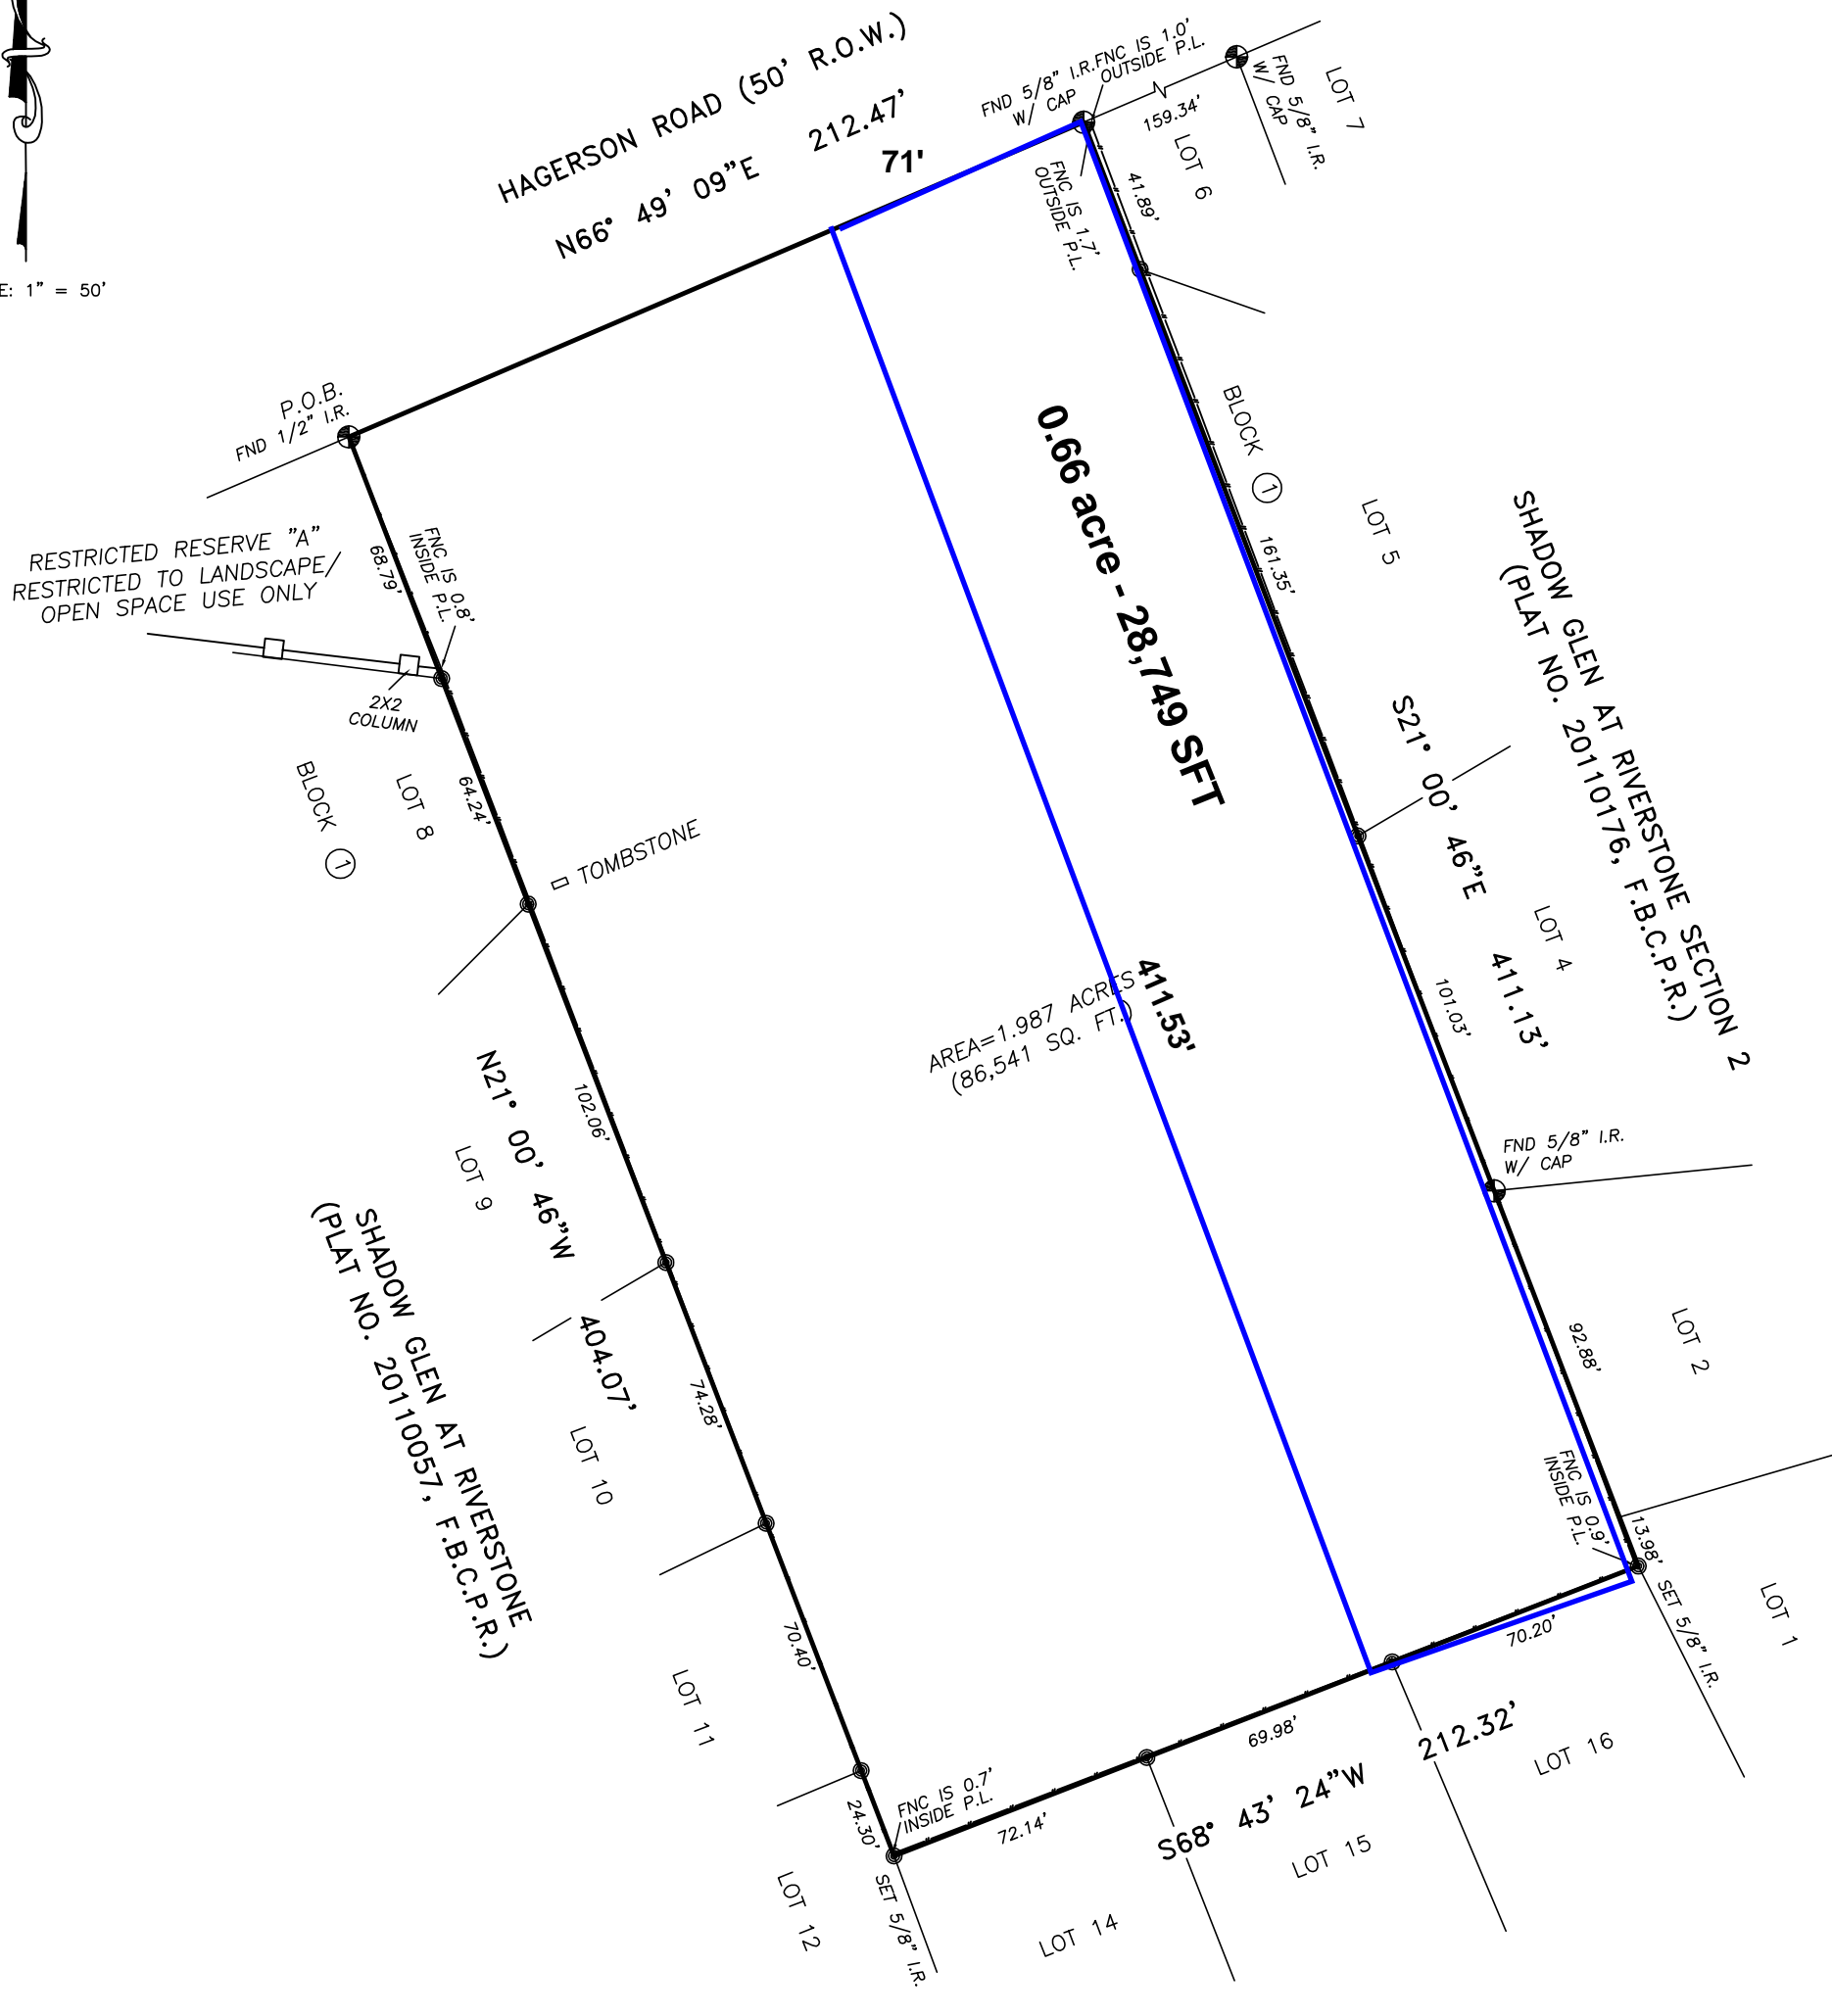 E: 1" = 50'
HAGERSON ROAD (50' R.O.W.)
N66° 49' 09"E 212.47'
71'
FND 5/8" I.R.
W/ CAP
FNC IS 1.0'
OUTSIDE P.L.
159.34'
FND 5/8" I.R.
W/ CAP
LOT 7
LOT 6
FNC IS 1.7'
OUTSIDE P.L.
41.89'
P.O.B.
FND 1/2" I.R.
RESTRICTED RESERVE "A"
RESTRICTED TO LANDSCAPE/
OPEN SPACE USE ONLY
68.79'
FNC IS 0.8'
INSIDE P.L.
2X2
COLUMN
BLOCK 1
LOT 8
64.24'
TOMBSTONE
0.66 acre - 28,749 SFT
BLOCK 1
161.35'
LOT 5
SHADOW GLEN AT RIVERSTONE SECTION 2
(PLAT NO. 20110176, F.B.C.P.R.)
S21° 00' 46"E 411.13'
LOT 4
101.03'
411.53'
AREA=1.987 ACRES
(86,541 SQ. FT.)
N21° 00' 46"W 404.07'
102.06'
LOT 9
SHADOW GLEN AT RIVERSTONE
(PLAT NO. 20110057, F.B.C.P.R.)
74.28'
LOT 10
FND 5/8" I.R.
W/ CAP
92.88'
LOT 2
FNC IS 0.9'
INSIDE P.L.
13.98'
SET 5/8" I.R.
LOT 1
70.40'
LOT 11
70.20'
69.98'
72.14'
S68° 43' 24"W 212.32'
LOT 16
LOT 15
LOT 14
FNC IS 0.7'
INSIDE P.L.
24.30'
SET 5/8" I.R.
LOT 12